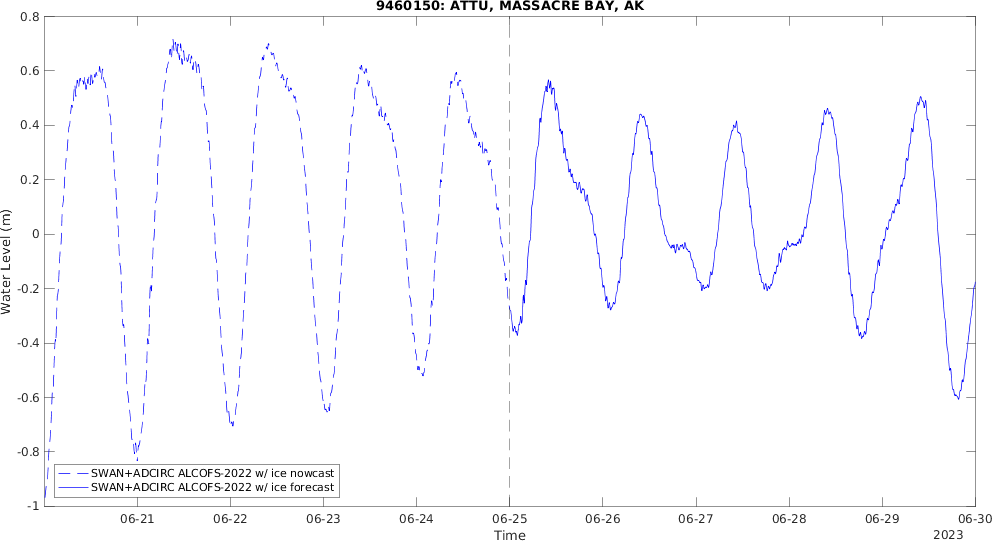 9460150: ATTU, MASSACRE BAY, AK
Water Level (m)
0.8
0.6
0.4
0.2
0
-0.2
-0.4
-0.6
-0.8
-1
SWAN+ADCIRC ALCOFS-2022 w/ ice nowcast
SWAN+ADCIRC ALCOFS-2022 w/ ice forecast
06-21 06-22 06-23 06-24 06-25 06-26 06-27 06-28 06-29 06-30
Time
2023